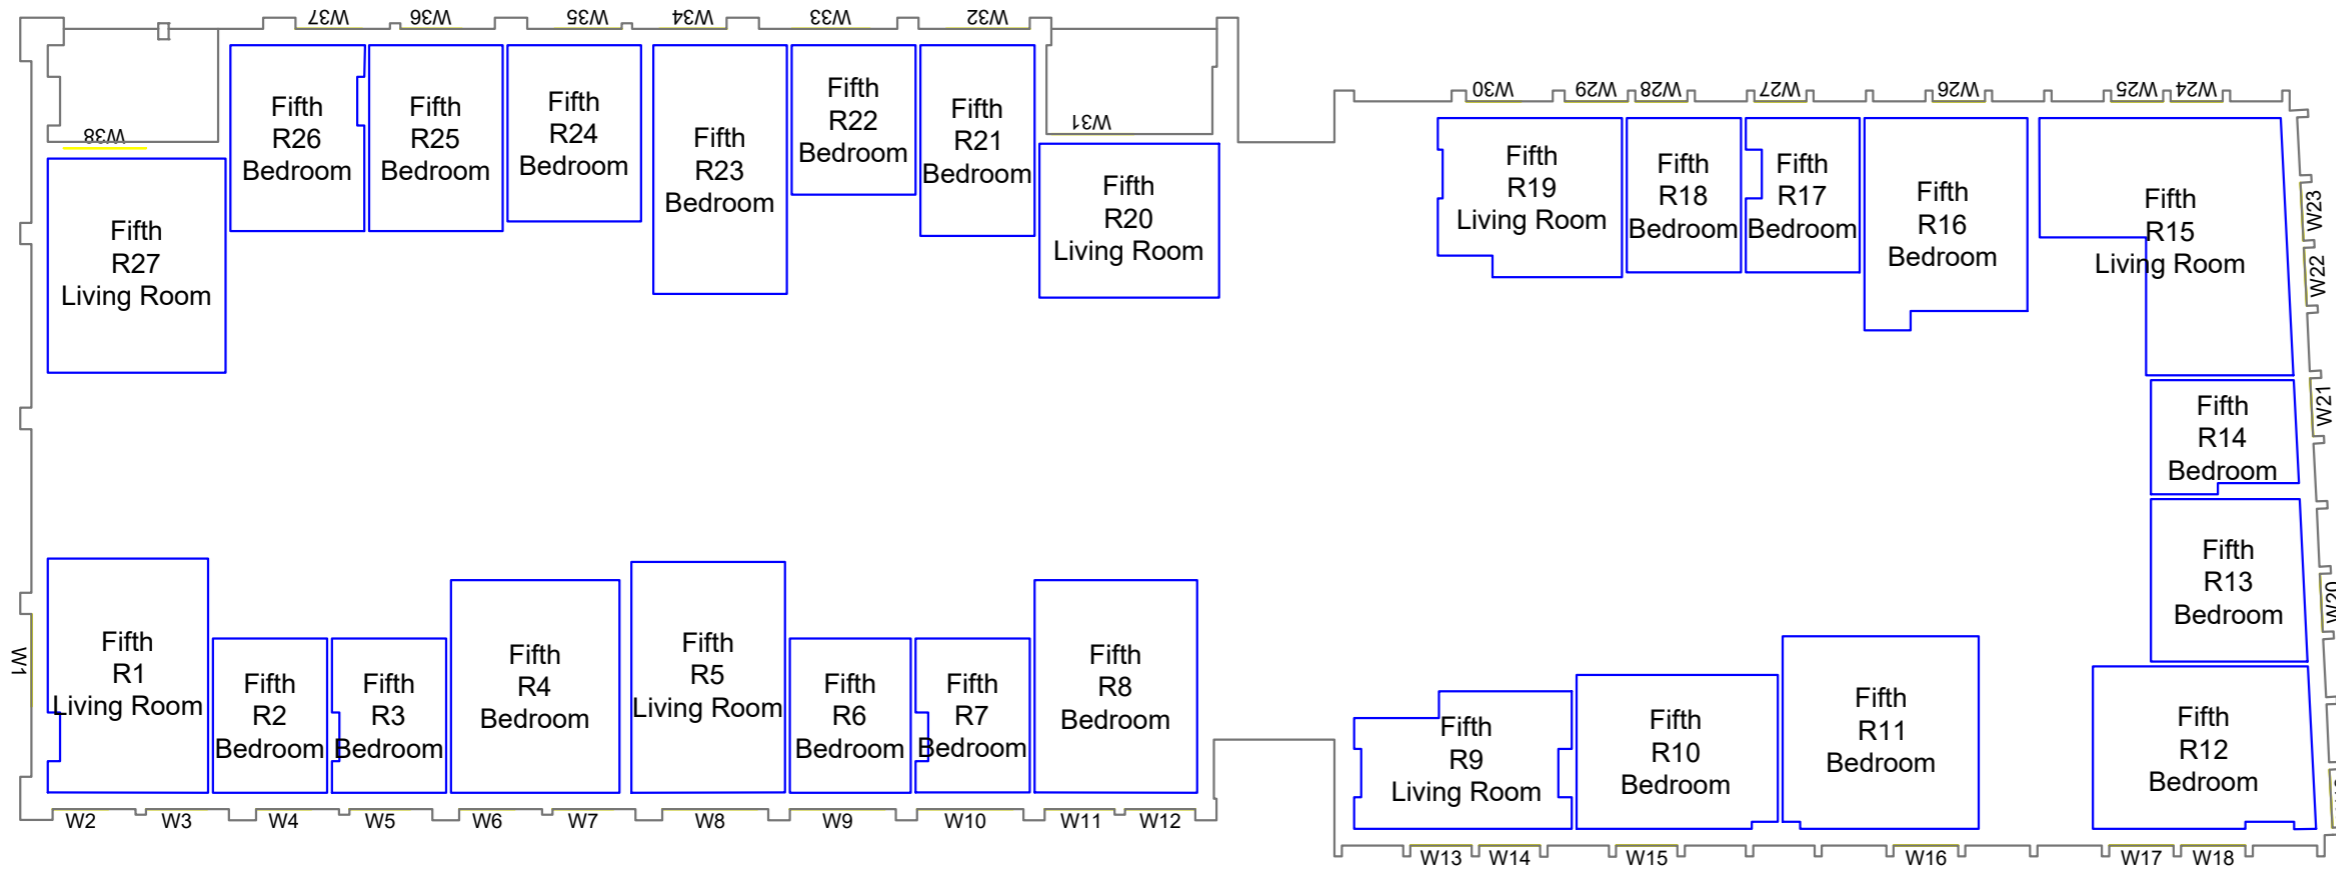 W37
W36
W35
W34
W33
W32
W30
W29
W28
W27
W26
W25
W24
W38
W31
Fifth
R26
Bedroom
Fifth
R25
Bedroom
Fifth
R24
Bedroom
Fifth
R23
Bedroom
Fifth
R22
Bedroom
Fifth
R21
Bedroom
Fifth
R20
Living Room
Fifth
R19
Living Room
Fifth
R18
Bedroom
Fifth
R17
Bedroom
Fifth
R16
Bedroom
Fifth
R15
Living Room
W23
W22
Fifth
R27
Living Room
Fifth
R14
Bedroom
W21
Fifth
R13
Bedroom
W20
W1
Fifth
R1
Living Room
Fifth
R2
Bedroom
Fifth
R3
Bedroom
Fifth
R4
Bedroom
Fifth
R5
Living Room
Fifth
R6
Bedroom
Fifth
R7
Bedroom
Fifth
R8
Bedroom
Fifth
R9
Living Room
Fifth
R10
Bedroom
Fifth
R11
Bedroom
Fifth
R12
Bedroom
W2
W3
W4
W5
W6
W7
W8
W9
W10
W11
W12
W13
W14
W15
W16
W17
W18